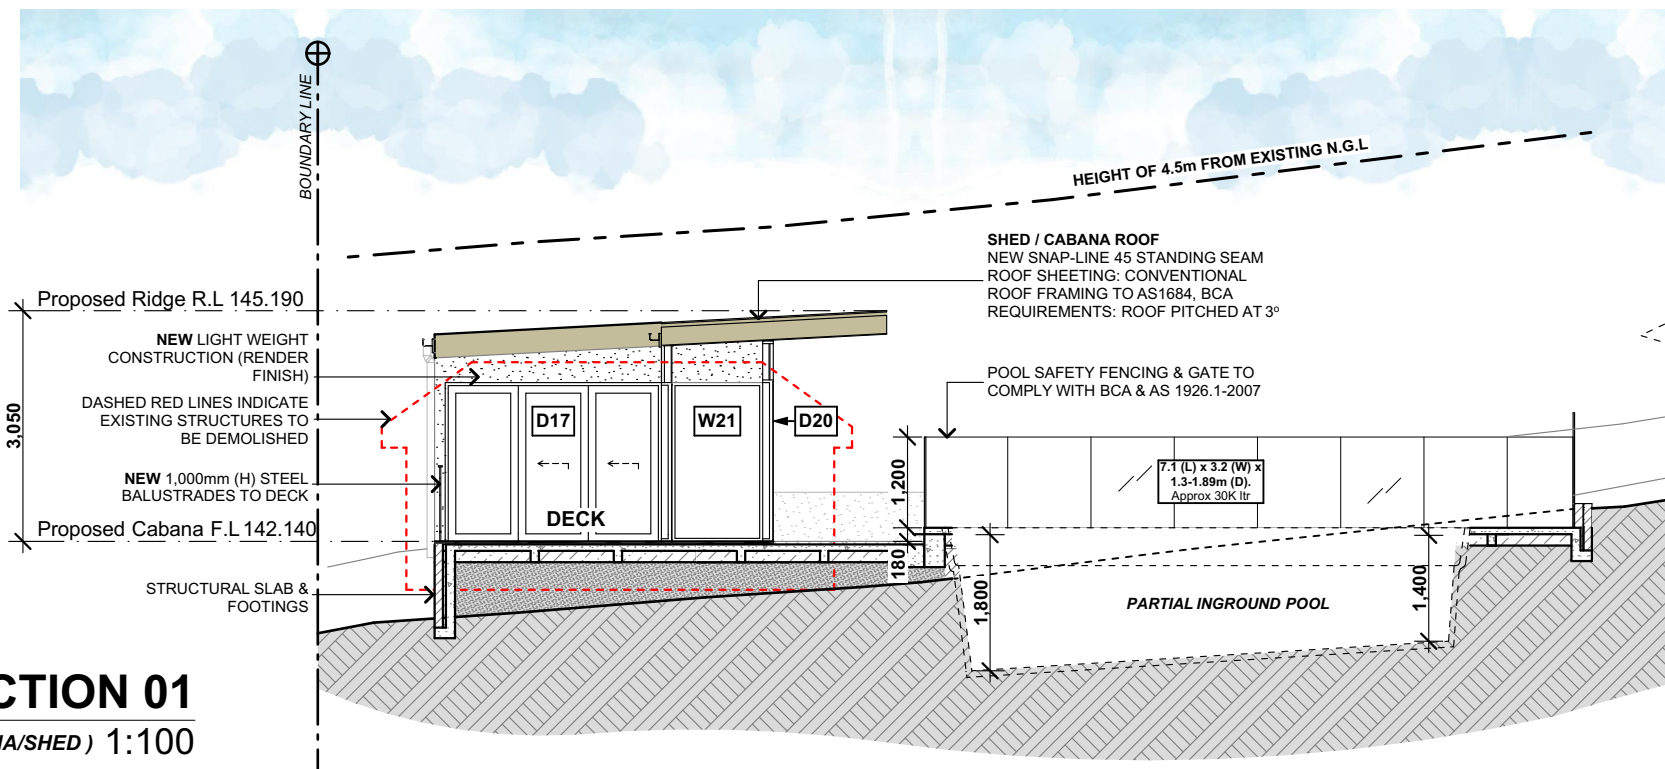 BOUNDARY LINE
HEIGHT OF 4.5m FROM EXISTING N.G.L
SHED / CABANA ROOF
NEW SNAP-LINE 45 STANDING SEAM
ROOF SHEETING: CONVENTIONAL
ROOF FRAMING TO AS1684, BCA
REQUIREMENTS: ROOF PITCHED AT 3º
Proposed Ridge R.L 145.190
NEW LIGHT WEIGHT
CONSTRUCTION (RENDER
FINISH)
DASHED RED LINES INDICATE
EXISTING STRUCTURES TO
BE DEMOLISHED
3,050
NEW 1,000mm (H) STEEL
BALUSTRADES TO DECK
Proposed Cabana F.L 142.140
STRUCTURAL SLAB &
FOOTINGS
D17
W21
D20
DECK
POOL SAFETY FENCING & GATE TO
COMPLY WITH BCA & AS 1926.1-2007
7.1 (L) x 3.2 (W) x
1.3-1.89m (D).
Approx 30K ltr
1,200
180
1,800
1,400
PARTIAL INGROUND POOL
CTION 01
IA/SHED ) 1:100